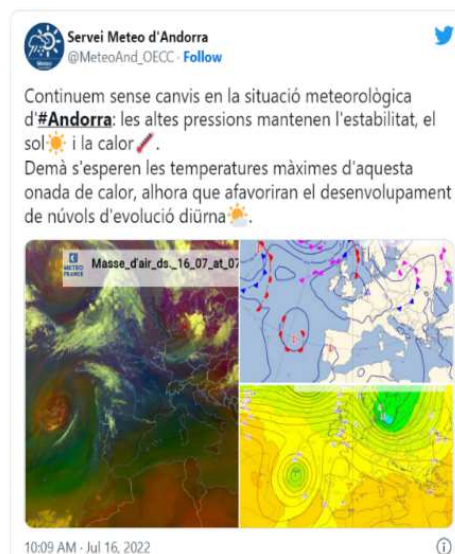 Servei Meteo d'Andorra
@MeteoAnd_OECC · Follow
Continuem sense canvis en la situació meteorològica
d'#Andorra: les altes pressions mantenen l'estabilitat, el
sol☀️ i la calor🌡️.
Demà s'esperen les temperatures màximes d'aquesta
onada de calor, alhora que afavoriran el desenvolupament
de núvols d'evolució diürna🌤️.
METEO
FRANCE
Masse_d'air_ds._16_07_at_07
10:09 AM · Jul 16, 2022